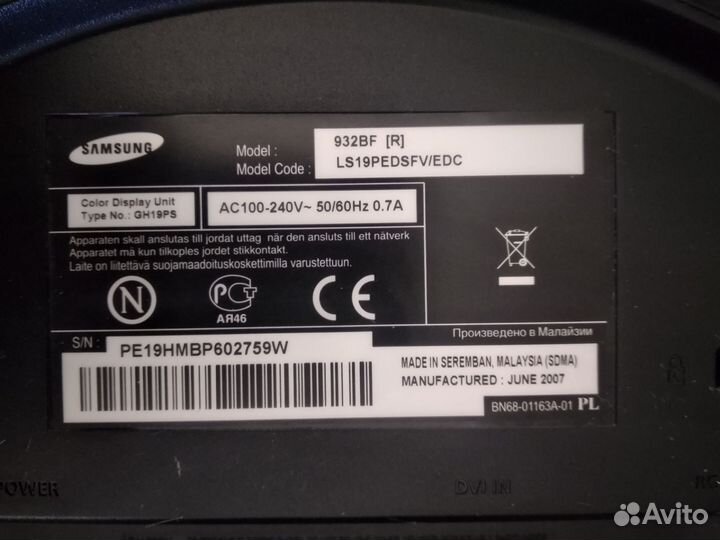 SAMSUNG
Model : 932BF [R]
Model Code : LS19PEDSFV/EDC
Color Display Unit
Type No.: GH19PS
AC100-240V~ 50/60Hz 0.7A
Apparaten skall anslutas till jordat uttag när den ansluts till ett nätverk
Apparatet må kun tilkoples jordet stikkontakt.
Laite on liitettävä suojamaadoituskoskettimilla varustettuun.
N
РСТ
CE
АЯ46
S/N : PE19HMBP602759W
Произведено в Малайзии
MADE IN SEREMBAN, MALAYSIA (SDMA)
MANUFACTURED : JUNE 2007
BN68-01163A-01 PL
POWER
DVI IN
Avito